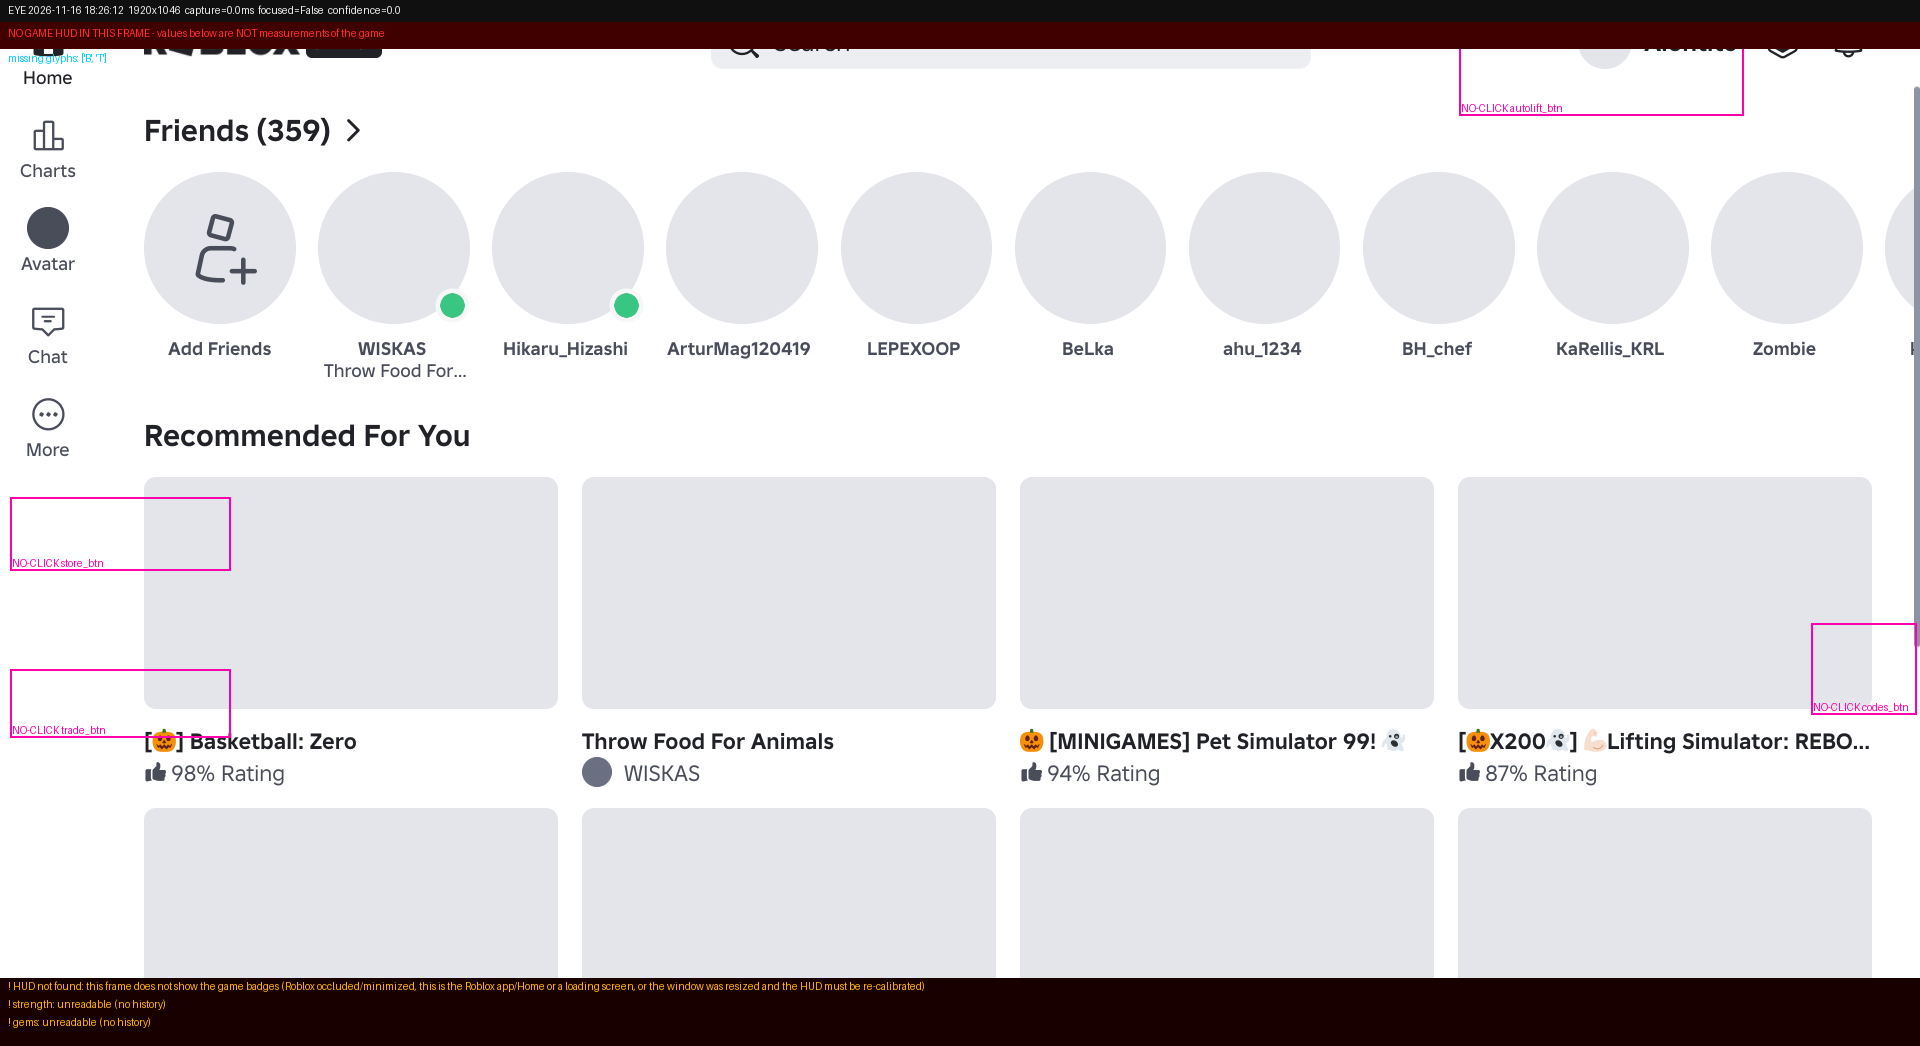 EYE 2026-11-16 18:26:12 1920x1046 capture=0.0ms focused=False confidence=0.0
NO GAME HUD IN THIS FRAME - values below are NOT measurements of the game
missing glyphs: ['B', 'T']
ROBLOX
Search
Home
NO-CLICK autolift_btn
Friends (359)
Charts
Avatar
Chat
More
Add Friends
WISKAS
Throw Food For...
Hikaru_Hizashi
ArturMag120419
LEPEXOOP
BeLka
ahu_1234
BH_chef
KaRellis_KRL
Zombie
Recommended For You
NO-CLICK store_btn
NO-CLICK trade_btn
NO-CLICK codes_btn
[🎃] Basketball: Zero
98% Rating
Throw Food For Animals
WISKAS
🎃 [MINIGAMES] Pet Simulator 99! 👻
94% Rating
[🎃X200👻] 💪🏻Lifting Simulator: REBO...
87% Rating
! HUD not found: this frame does not show the game badges (Roblox occluded/minimized, this is the Roblox app/Home or a loading screen, or the window was resized and the HUD must be re-calibrated)
! strength: unreadable (no history)
! gems: unreadable (no history)